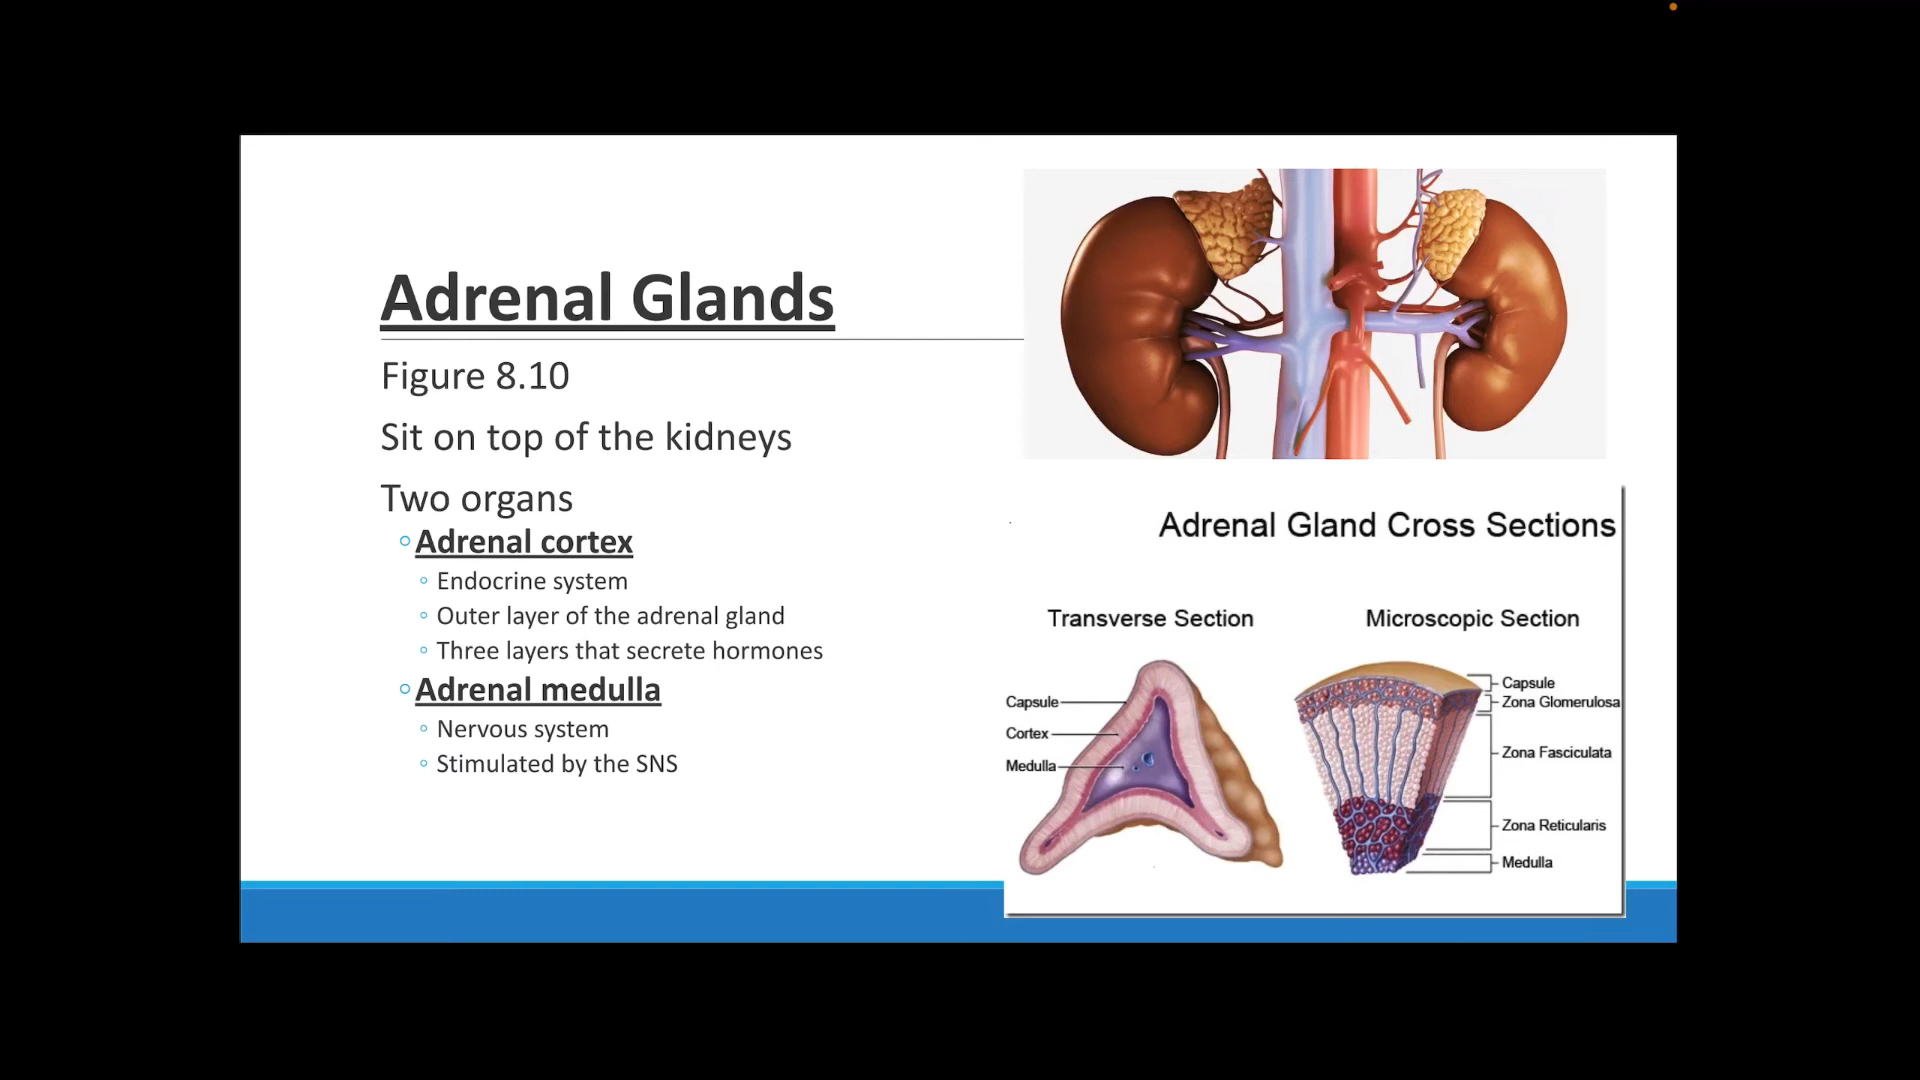 Adrenal Glands
Figure 8.10
Sit on top of the kidneys
Two organs
Adrenal cortex
Endocrine system
Outer layer of the adrenal gland
Three layers that secrete hormones
Adrenal medulla
Nervous system
Stimulated by the SNS
Adrenal Gland Cross Sections
Transverse Section
Capsule
Cortex
Medulla
Microscopic Section
Capsule
Zona Glomerulosa
Zona Fasciculata
Zona Reticularis
Medulla